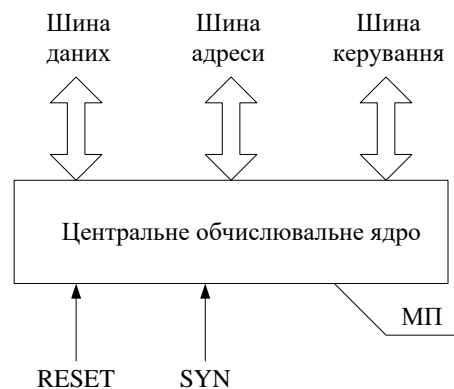 Шина даних
Шина адреси
Шина керування
Центральне обчислювальне ядро
МП
RESET
SYN